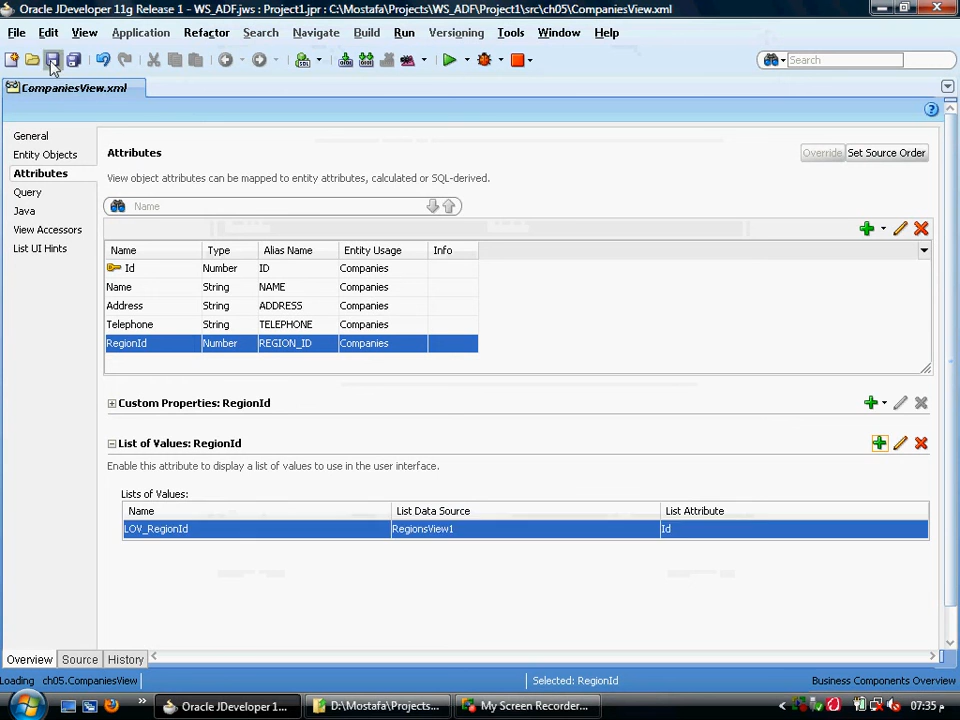 Oracle JDeveloper 11g Release 1 - WS_ADF.jws : Project1.jpr : C:\Mostafa\Projects\WS_ADF\Project1\src\ch05\CompaniesView.xml
File Edit View Application Refactor Search Navigate Build Run Versioning Tools Window Help
Search
CompaniesView.xml
General
Entity Objects
Attributes
Query
Java
View Accessors
List UI Hints
Attributes
Override Set Source Order
View object attributes can be mapped to entity attributes, calculated or SQL-derived.
Name
Name Type Alias Name Entity Usage Info
Id Number ID Companies
Name String NAME Companies
Address String ADDRESS Companies
Telephone String TELEPHONE Companies
RegionId Number REGION_ID Companies
Custom Properties: RegionId
List of Values: RegionId
Enable this attribute to display a list of values to use in the user interface.
Lists of Values:
Name List Data Source List Attribute
LOV_RegionId RegionsView1 Id
Overview Source History
Loading ch05.CompaniesView Selected: RegionId Business Components Overview
Oracle JDeveloper 1... D:\Mostafa\Projects... My Screen Recorder... 07:35 م